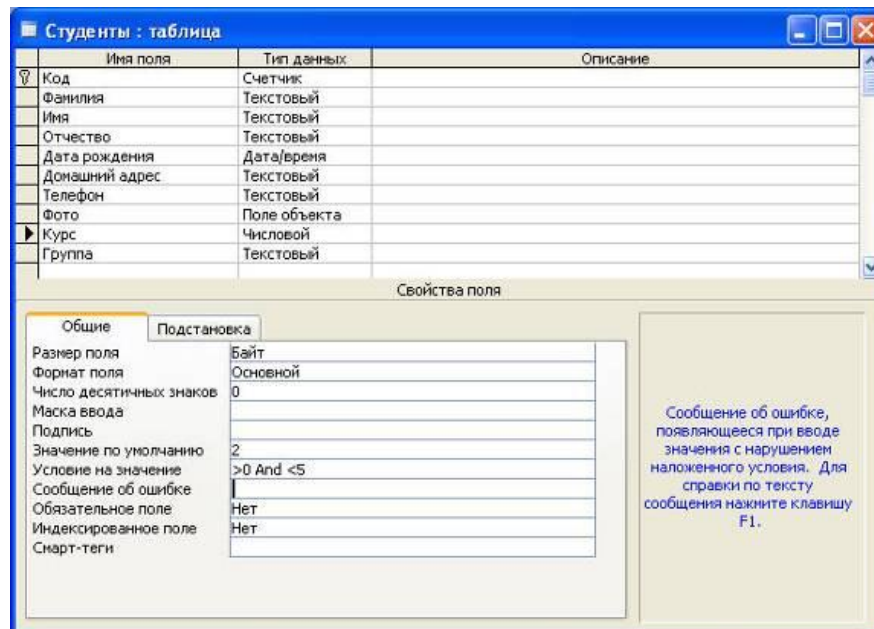 Студенты : таблица
Имя поля Тип данных Описание
Код Счетчик
Фамилия Текстовый
Имя Текстовый
Отчество Текстовый
Дата рождения Дата/время
Домашний адрес Текстовый
Телефон Текстовый
Фото Поле объекта
Курс Числовой
Группа Текстовый
Свойства поля
Общие Подстановка
Размер поля Байт
Формат поля Основной
Число десятичных знаков 0
Маска ввода
Подпись
Значение по умолчанию 2
Условие на значение >0 And <5
Сообщение об ошибке
Обязательное поле Нет
Индексированное поле Нет
Смарт-теги
Сообщение об ошибке,
появляющееся при вводе
значения с нарушением
наложенного условия. Для
справки по тексту
сообщения нажмите клавишу
F1.